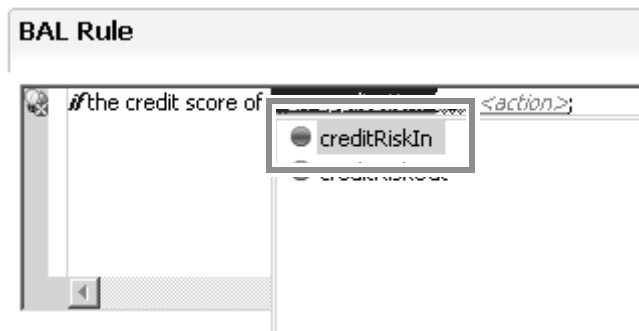 BAL Rule
if the credit score of <action>;
creditRiskIn